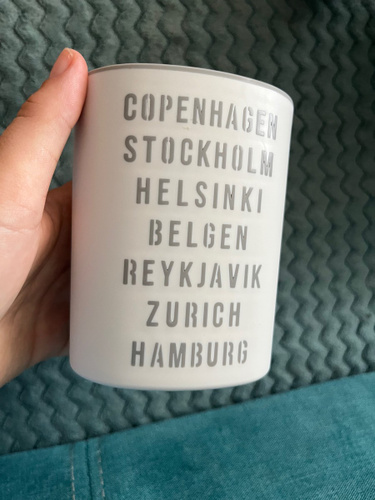 COPENHAGEN
STOCKHOLM
HELSINKI
BELGEN
REYKJAVIK
ZURICH
HAMBURG